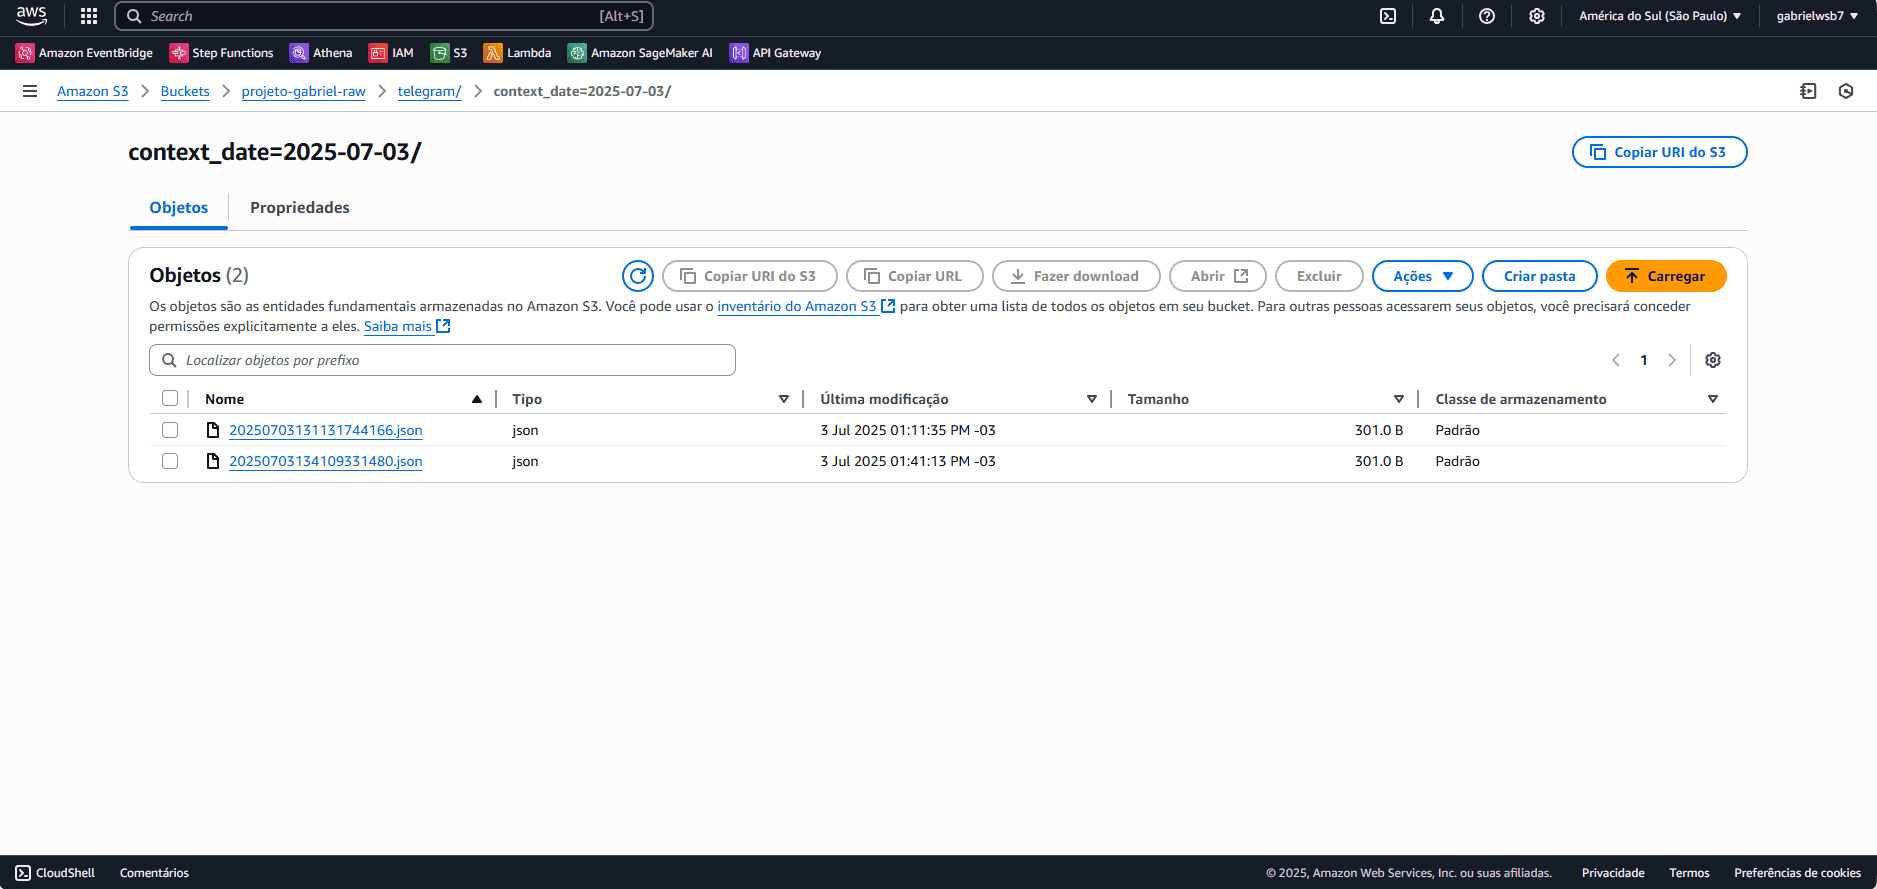 aws Search [Alt+S] América do Sul (São Paulo) gabrielwsb7
Amazon EventBridge Step Functions Athena IAM S3 Lambda Amazon SageMaker AI API Gateway
Amazon S3 Buckets projeto-gabriel-raw telegram/ context_date=2025-07-03/
context_date=2025-07-03/ Copiar URI do S3
Objetos Propriedades
Objetos (2) Copiar URI do S3 Copiar URL Fazer download Abrir Excluir Ações Criar pasta Carregar
Os objetos são as entidades fundamentais armazenadas no Amazon S3. Você pode usar o inventário do Amazon S3 para obter uma lista de todos os objetos em seu bucket. Para outras pessoas acessarem seus objetos, você precisará conceder
permissões explicitamente a eles. Saiba mais
Localizar objetos por prefixo 1
Nome Tipo Última modificação Tamanho Classe de armazenamento
20250703131131744166.json json 3 Jul 2025 01:11:35 PM -03 301.0 B Padrão
20250703134109331480.json json 3 Jul 2025 01:41:13 PM -03 301.0 B Padrão
CloudShell Comentários © 2025, Amazon Web Services, Inc. ou suas afiliadas. Privacidade Termos Preferências de cookies